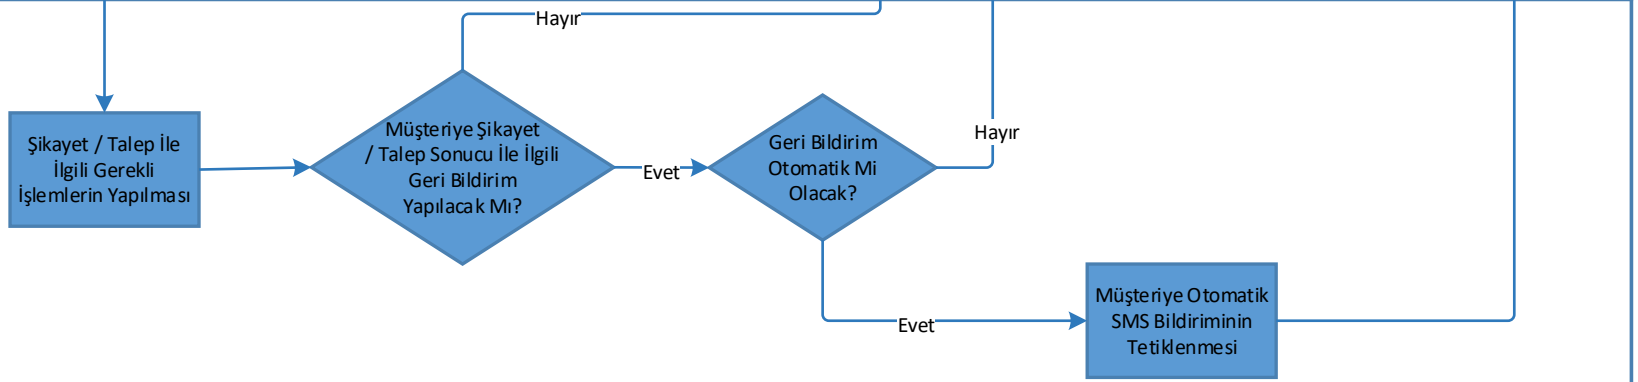 Hayır
Şikayet / Talep İle
İlgili Gerekli
İşlemlerin Yapılması
Müşteriye Şikayet
/ Talep Sonucu İle İlgili
Geri Bildirim
Yapılacak Mı?
Evet
Geri Bildirim
Otomatik Mi
Olacak?
Hayır
Evet
Müşteriye Otomatik
SMS Bildiriminin
Tetiklenmesi